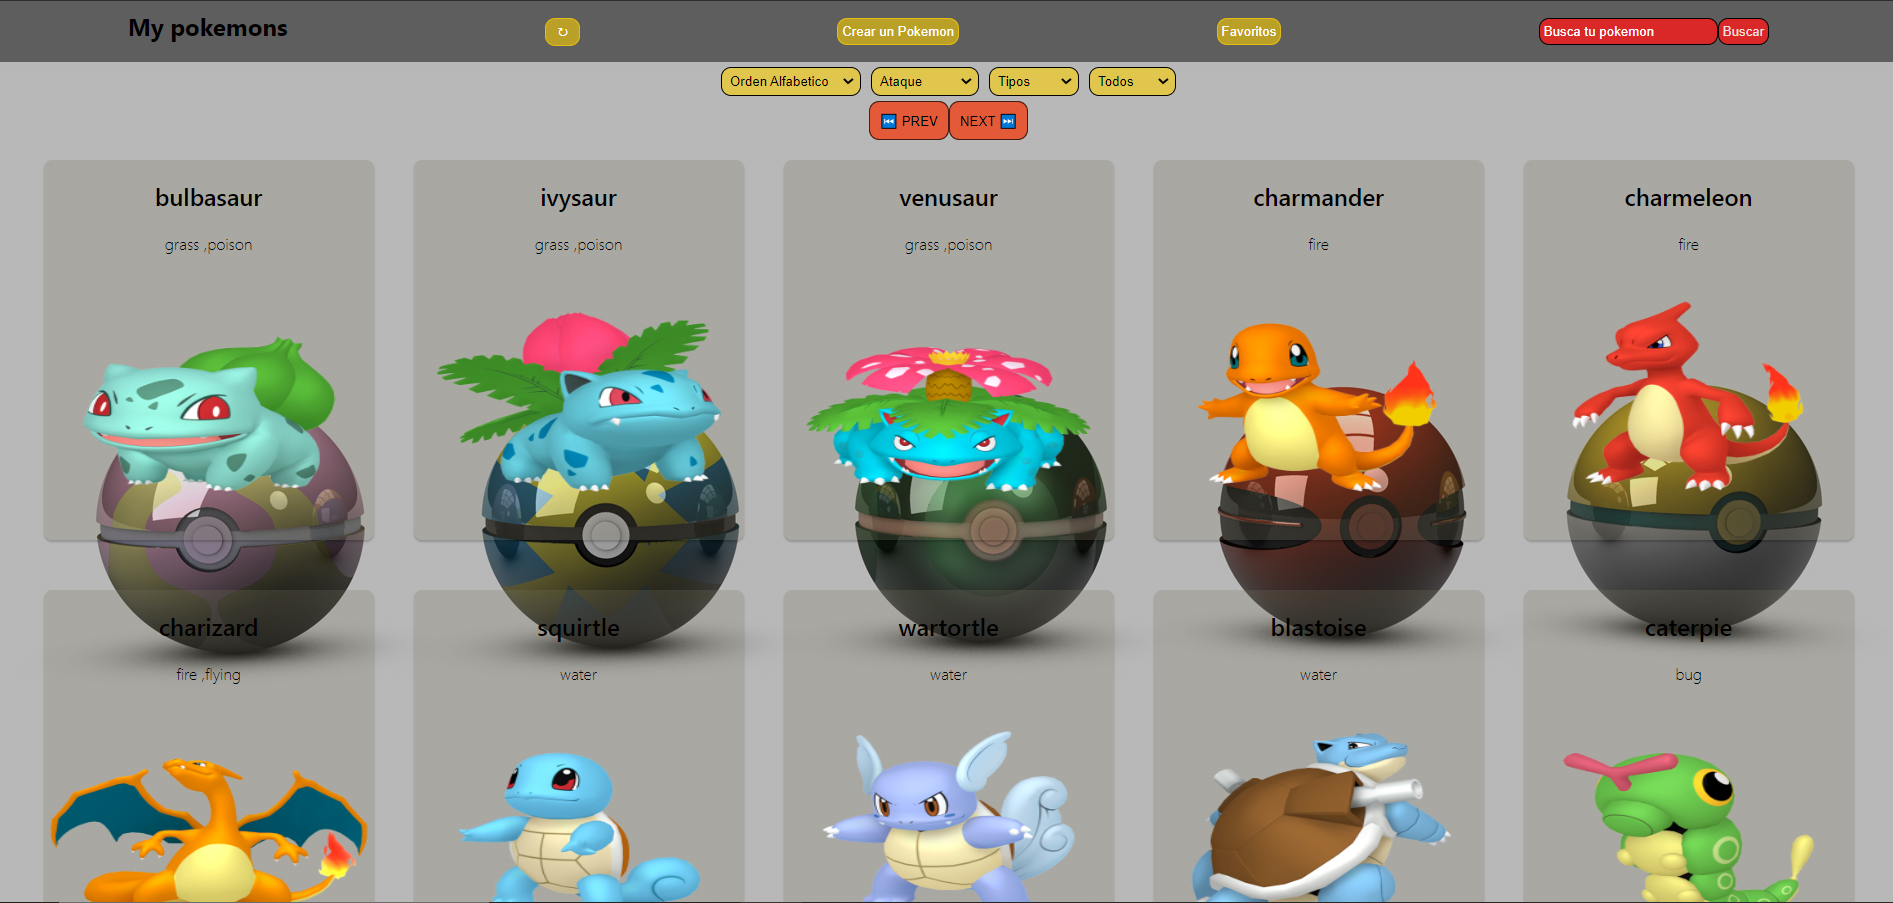 My pokemons
↻
Crear un Pokemon
Favoritos
Busca tu pokemon
Buscar
Orden Alfabetico
Ataque
Tipos
Todos
⏮ PREV
NEXT ⏭
bulbasaur
grass ,poison
ivysaur
grass ,poison
venusaur
grass ,poison
charmander
fire
charmeleon
fire
charizard
fire ,flying
squirtle
water
wartortle
water
blastoise
water
caterpie
bug